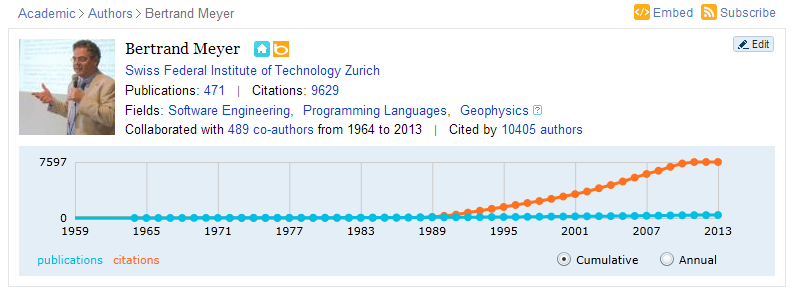 Academic > Authors > Bertrand Meyer
Embed Subscribe
Bertrand Meyer
Edit
Swiss Federal Institute of Technology Zurich
Publications: 471 | Citations: 9629
Fields: Software Engineering, Programming Languages, Geophysics ?
Collaborated with 489 co-authors from 1964 to 2013 | Cited by 10405 authors
7597
0
1959 1965 1971 1977 1983 1989 1995 2001 2007 2013
publications citations Cumulative Annual